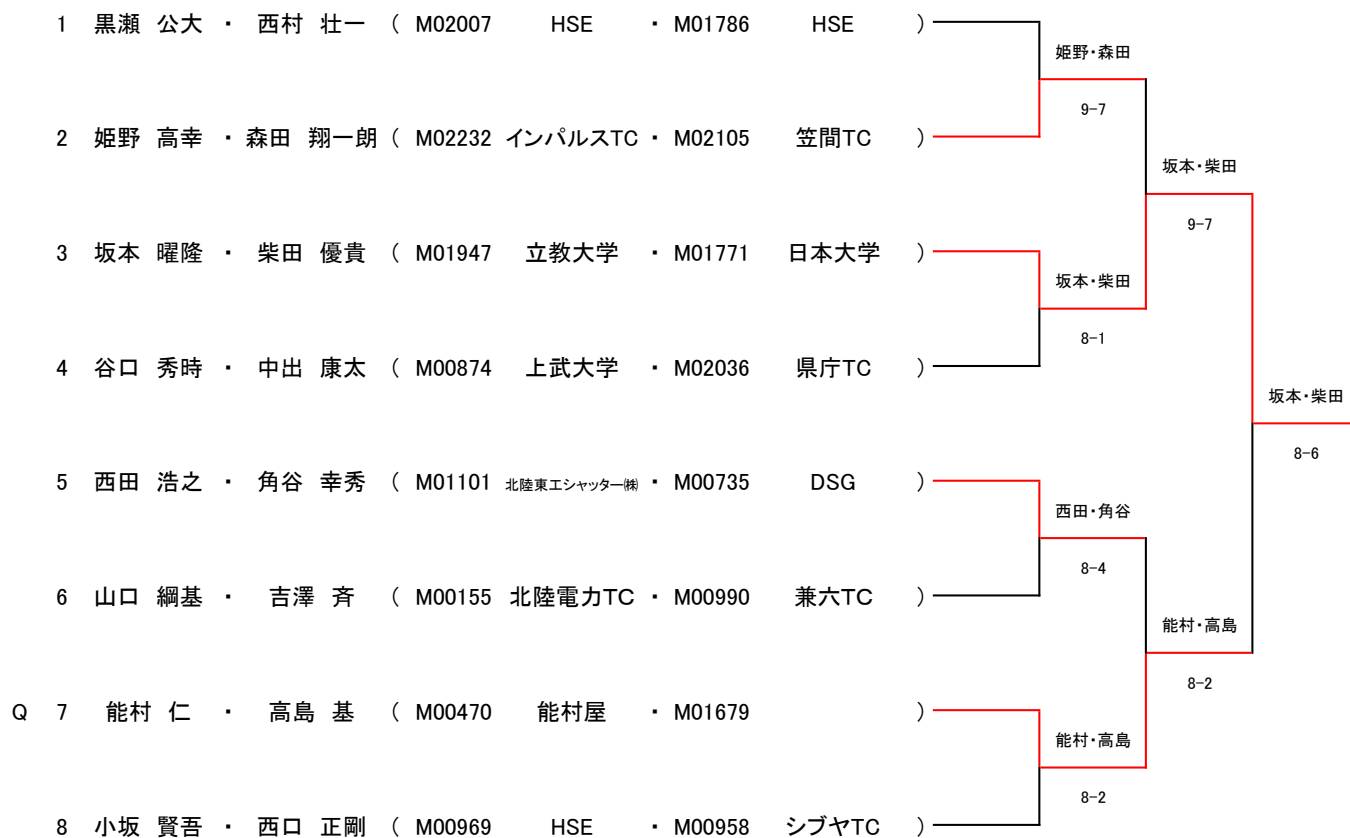 1 黒瀬 公大 ・ 西村 壮一 ( M02007 HSE ・ M01786 HSE )
姫野・森田
9-7
2 姫野 高幸 ・ 森田 翔一朗 ( M02232 インパルスTC ・ M02105 笠間TC )
坂本・柴田
9-7
3 坂本 曜隆 ・ 柴田 優貴 ( M01947 立教大学 ・ M01771 日本大学 )
坂本・柴田
8-1
4 谷口 秀時 ・ 中出 康太 ( M00874 上武大学 ・ M02036 県庁TC )
坂本・柴田
8-6
5 西田 浩之 ・ 角谷 幸秀 ( M01101 北陸東エシャッター㈱ ・ M00735 DSG )
西田・角谷
8-4
6 山口 綱基 ・ 吉澤 斉 ( M00155 北陸電力TC ・ M00990 兼六TC )
能村・高島
8-2
Q 7 能村 仁 ・ 高島 基 ( M00470 能村屋 ・ M01679 )
能村・高島
8-2
8 小坂 賢吾 ・ 西口 正剛 ( M00969 HSE ・ M00958 シブヤTC )